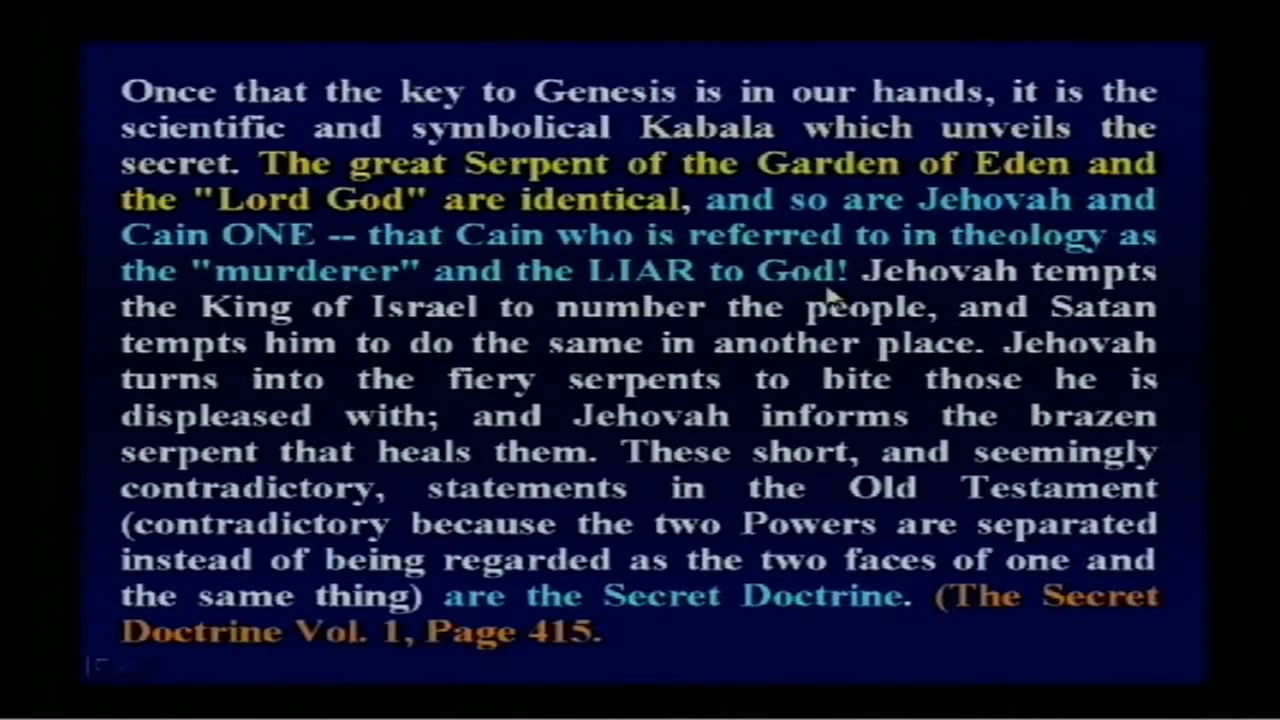 Once that the key to Genesis is in our hands, it is the
scientific and symbolical Kabala which unveils the
secret. The great Serpent of the Garden of Eden and
the "Lord God" are identical, and so are Jehovah and
Cain ONE -- that Cain who is referred to in theology as
the "murderer" and the LIAR to God! Jehovah tempts
the King of Israel to number the people, and Satan
tempts him to do the same in another place. Jehovah
turns into the fiery serpents to bite those he is
displeased with; and Jehovah informs the brazen
serpent that heals them. These short, and seemingly
contradictory, statements in the Old Testament
(contradictory because the two Powers are separated
instead of being regarded as the two faces of one and
the same thing) are the Secret Doctrine. (The Secret
Doctrine Vol. 1, Page 415.